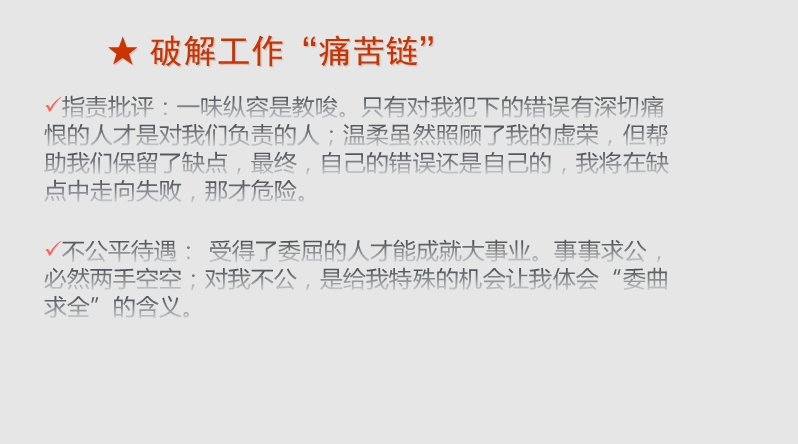 ★ 破解工作“痛苦链”
✓指责批评：一味纵容是教唆。只有对我犯下的错误有深切痛
恨的人才是对我们负责的人；温柔虽然照顾了我的虚荣，但帮
助我们保留了缺点，最终，自己的错误还是自己的，我将在缺
点中走向失败，那才危险。
✓不公平待遇： 受得了委屈的人才能成就大事业。事事求公，
必然两手空空；对我不公，是给我特殊的机会让我体会“委曲
求全”的含义。